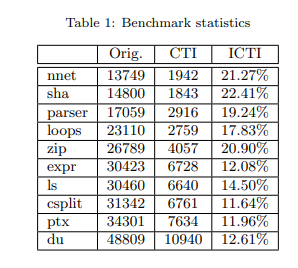 Table 1: Benchmark statistics
Orig. CTI ICTI
nnet 13749 1942 21.27%
sha 14800 1843 22.41%
parser 17059 2916 19.24%
loops 23110 2759 17.83%
zip 26789 4057 20.90%
expr 30423 6728 12.08%
ls 30460 6640 14.50%
csplit 31342 6761 11.64%
ptx 34301 7634 11.96%
du 48809 10940 12.61%